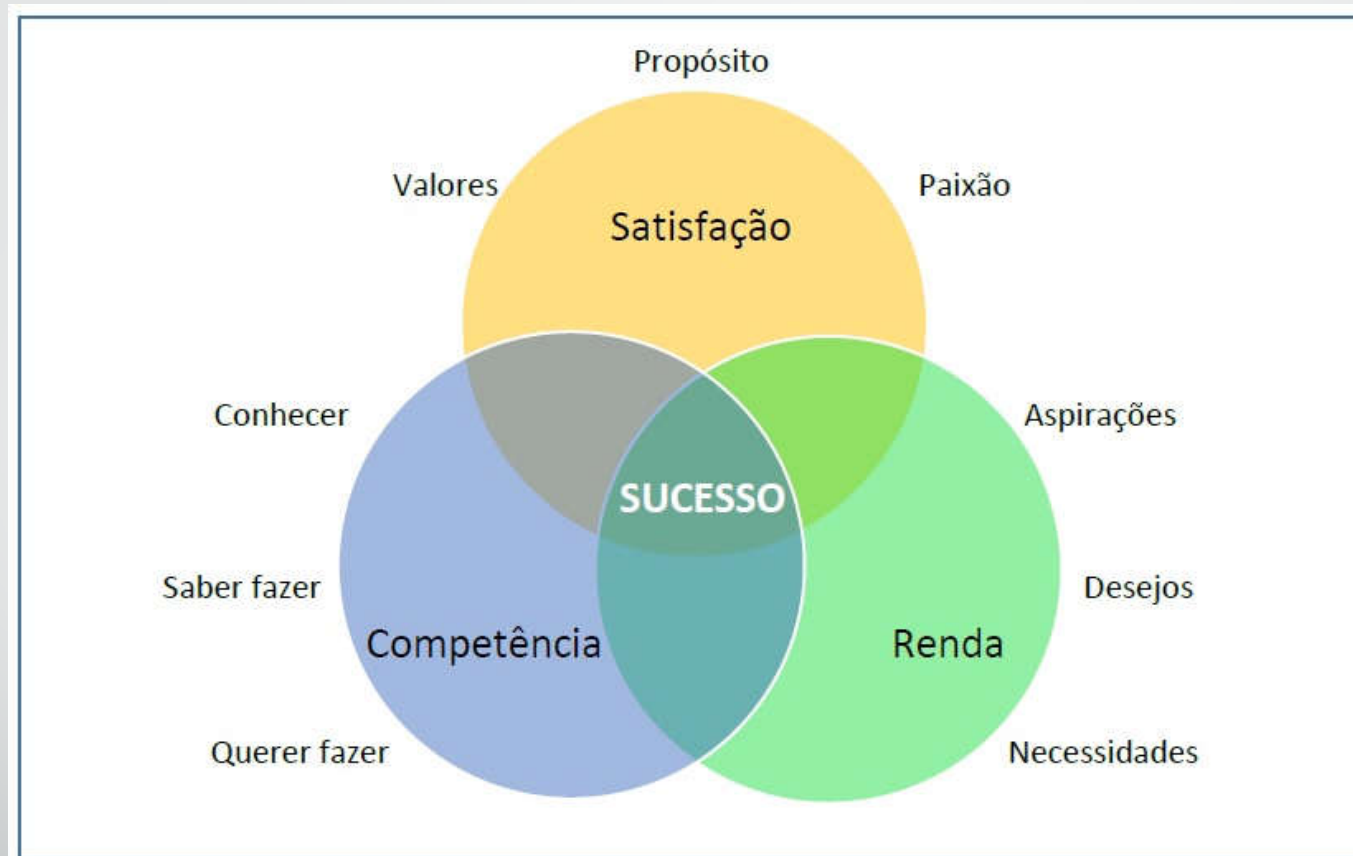 Propósito
Valores
Paixão
Satisfação
Conhecer
Aspirações
SUCESSO
Saber fazer
Desejos
Competência
Renda
Querer fazer
Necessidades